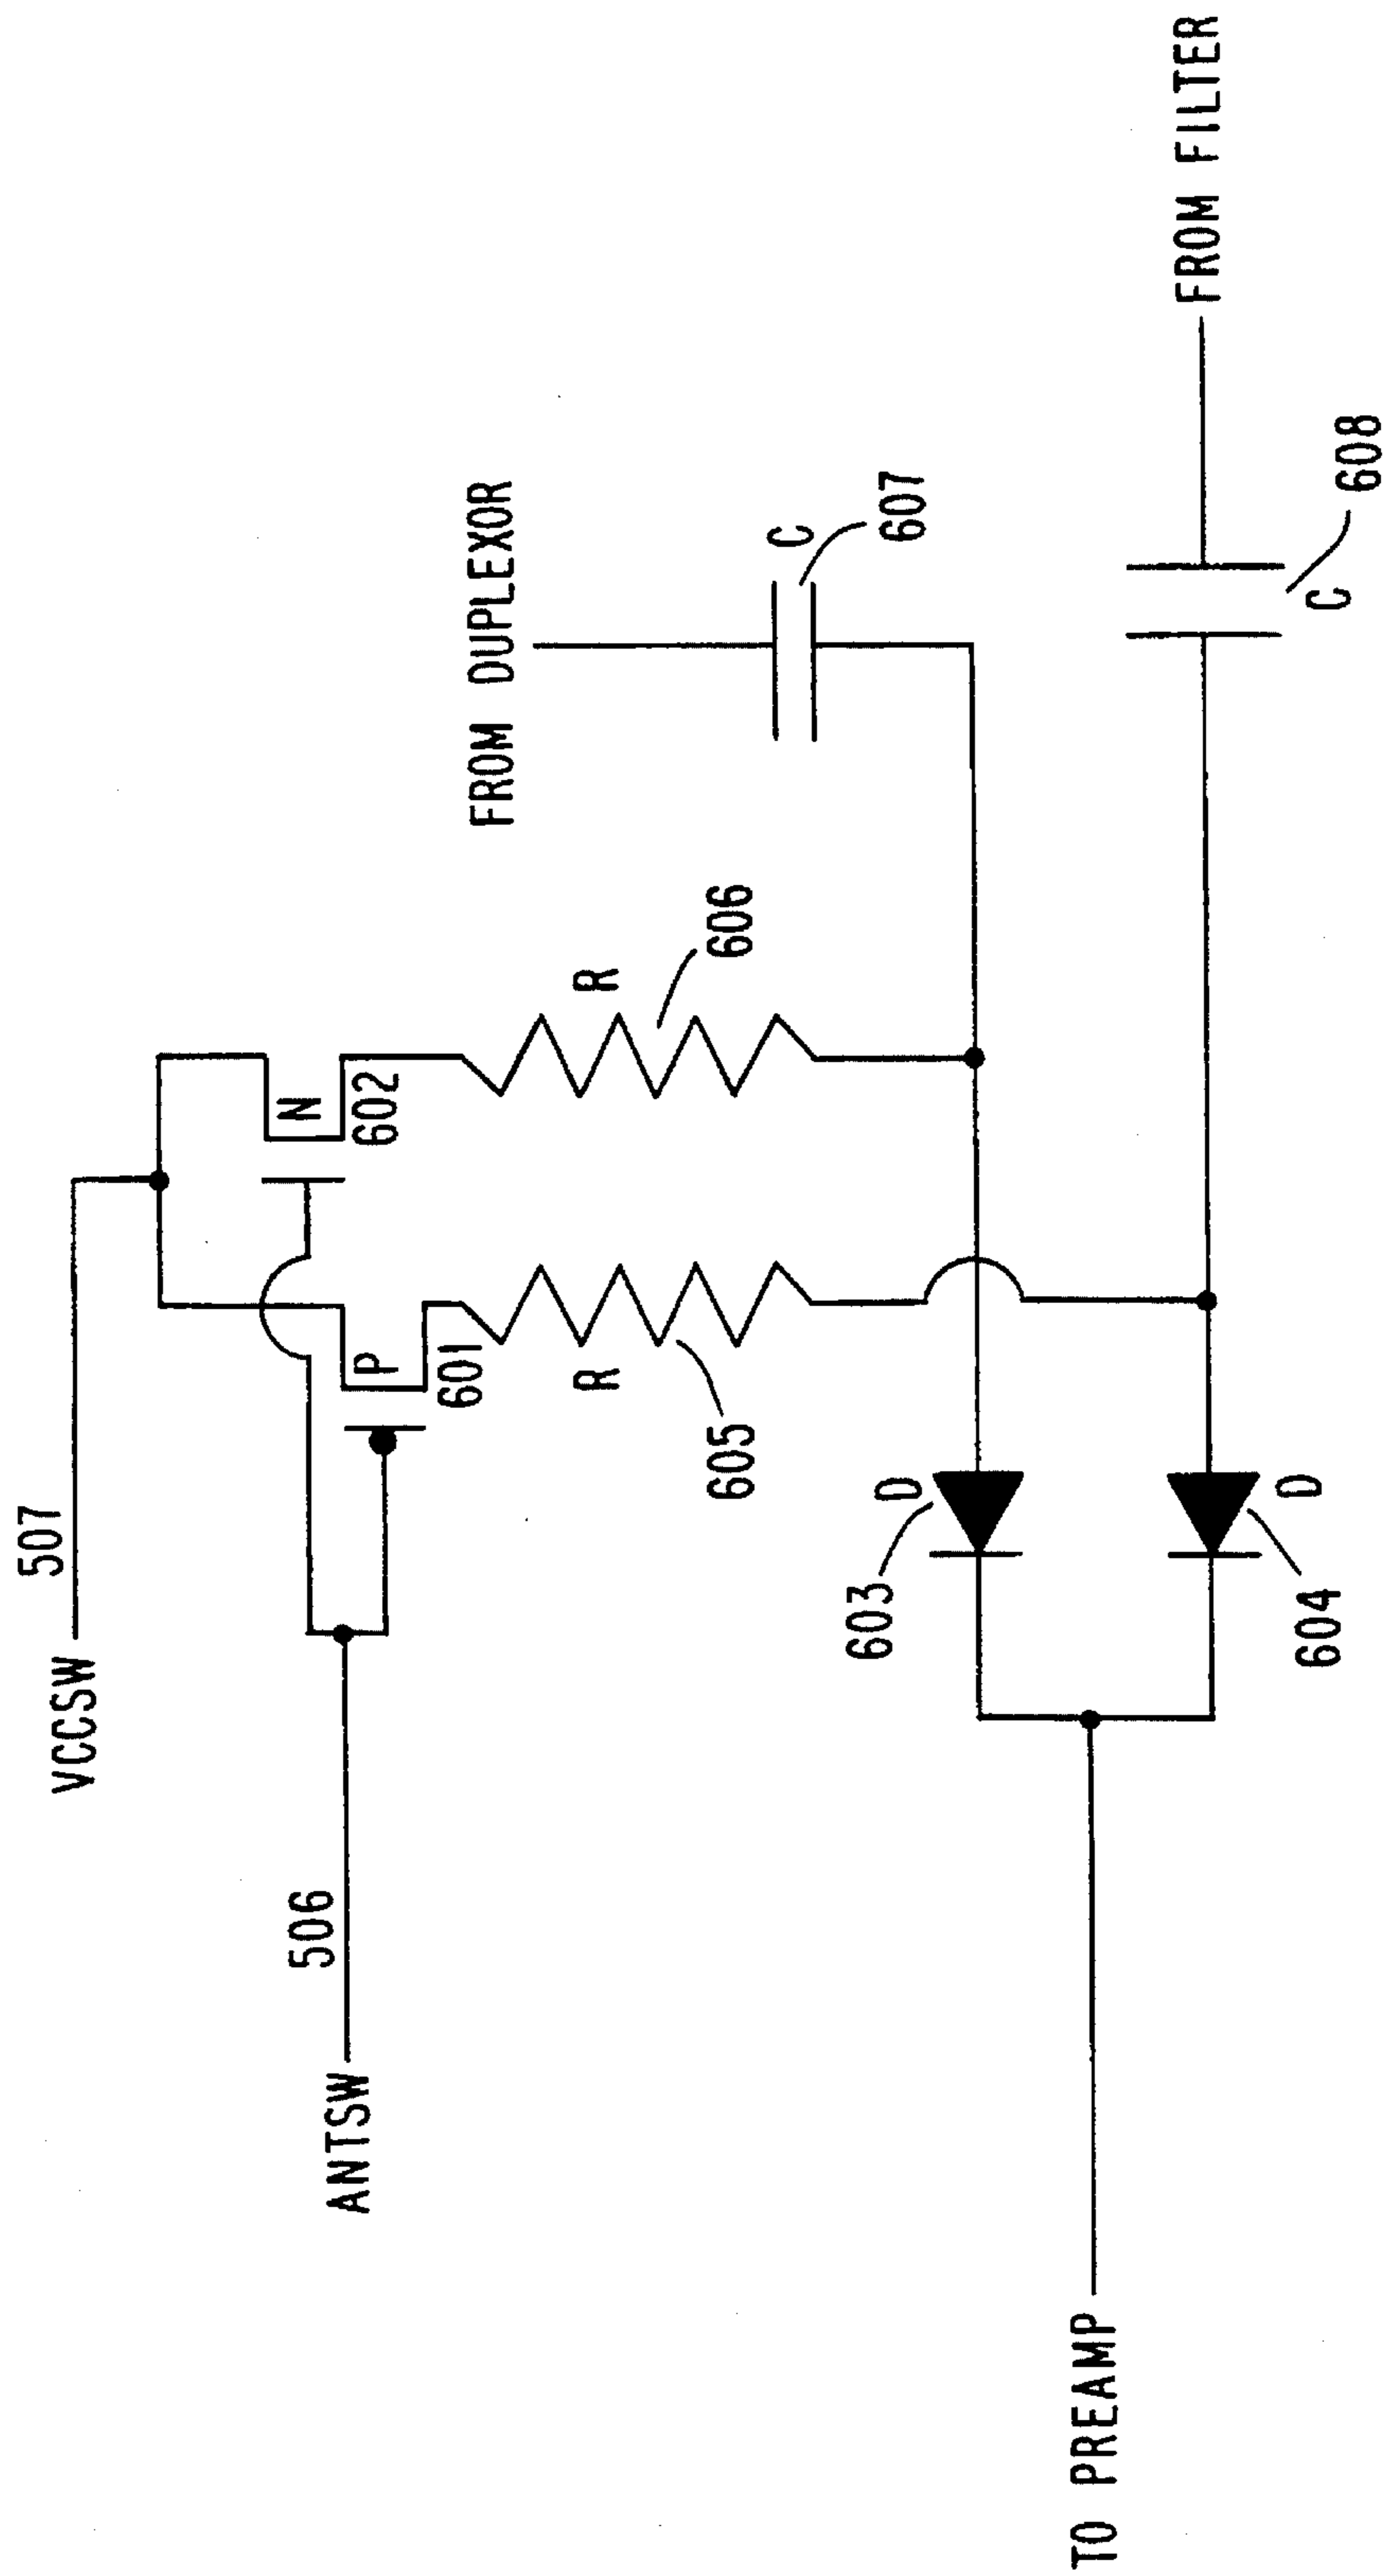 VCCSW
507
ANTSW
506
P
601
N
602
R
605
R
606
FROM DUPLEXOR
C
607
603
D
604
D
C
608
FROM FILTER
TO PREAMP